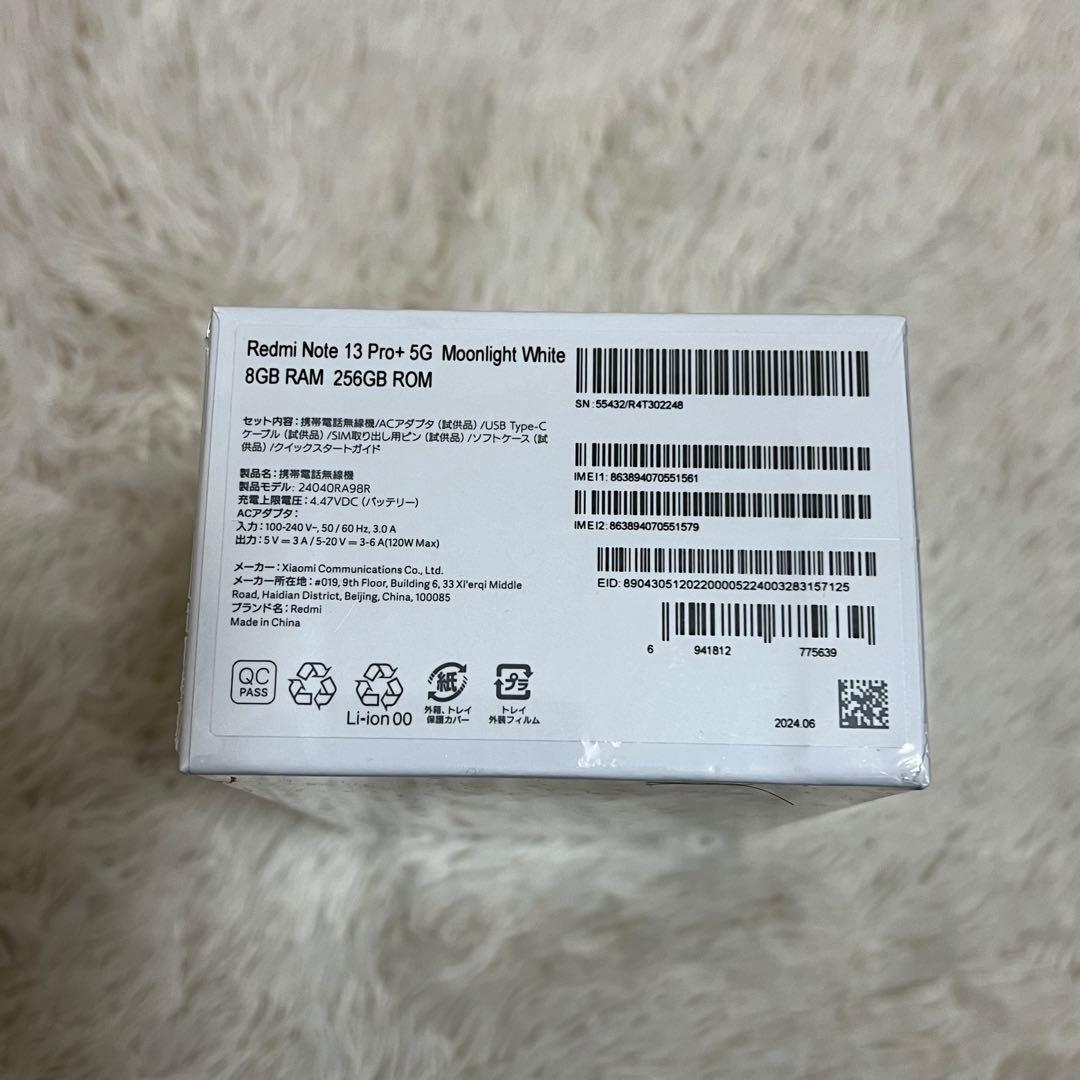 Redmi Note 13 Pro+ 5G Moonlight White
8GB RAM 256GB ROM
セット内容：携帯電話無線機/ACアダプタ（試供品）/USB Type-C
ケーブル（試供品）/SIM取り出し用ピン（試供品）/ソフトケース（試
供品）/クイックスタートガイド
製品名：携帯電話無線機
製品モデル：24040RA98R
充電上限電圧：4.47VDC（バッテリー）
ACアダプタ：
入力：100-240 V~, 50 / 60 Hz, 3.0 A
出力：5 V = 3 A / 5-20 V = 3-6 A(120W Max)
メーカー：Xiaomi Communications Co., Ltd.
メーカー所在地：#019, 9th Floor, Building 6, 33 Xi'erqi Middle
Road, Haidian District, Beijing, China, 100085
ブランド名：Redmi
Made in China
QC
PASS
Li-ion 00
紙
外箱、トレイ
保護カバー
プラ
トレイ
外装フィルム
SN : 55432/R4T302248
IMEI1: 863894070551561
IMEI2: 863894070551579
EID: 89043051202200005224003283157125
6 941812 775639
2024.06